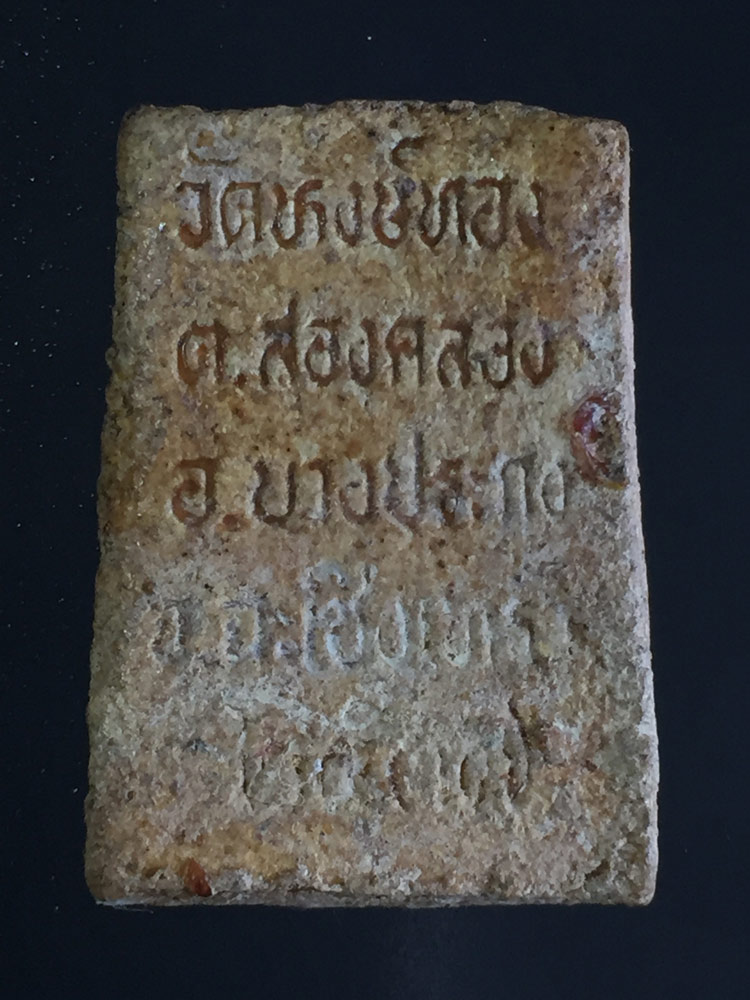 วัดหงษ์ทอง
ต.สองคลอง
อ.บางปะกง
จ.ฉะเชิงเทรา